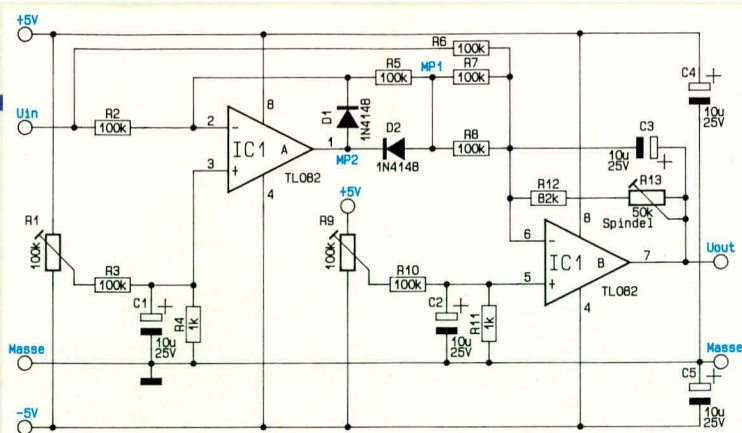 +5V
R6
100k
R5
100k
MP1
R7
100k
C4
+
10u
25V
Uin
R2
100k
8
2
-
D1
1N4148
D2
1N4148
R8
100k
C3
10u
25V
+
IC1
A
1
MP2
3
+
TL082
4
R12
82k
R13
50k
Spindel
+5V
R1
100k
R9
100k
8
6
-
IC1
B
7
Uout
R3
100k
R10
100k
5
+
TL082
4
C1
+
10u
25V
R4
1k
C2
+
10u
25V
R11
1k
Masse
Masse
C5
+
10u
25V
-5V